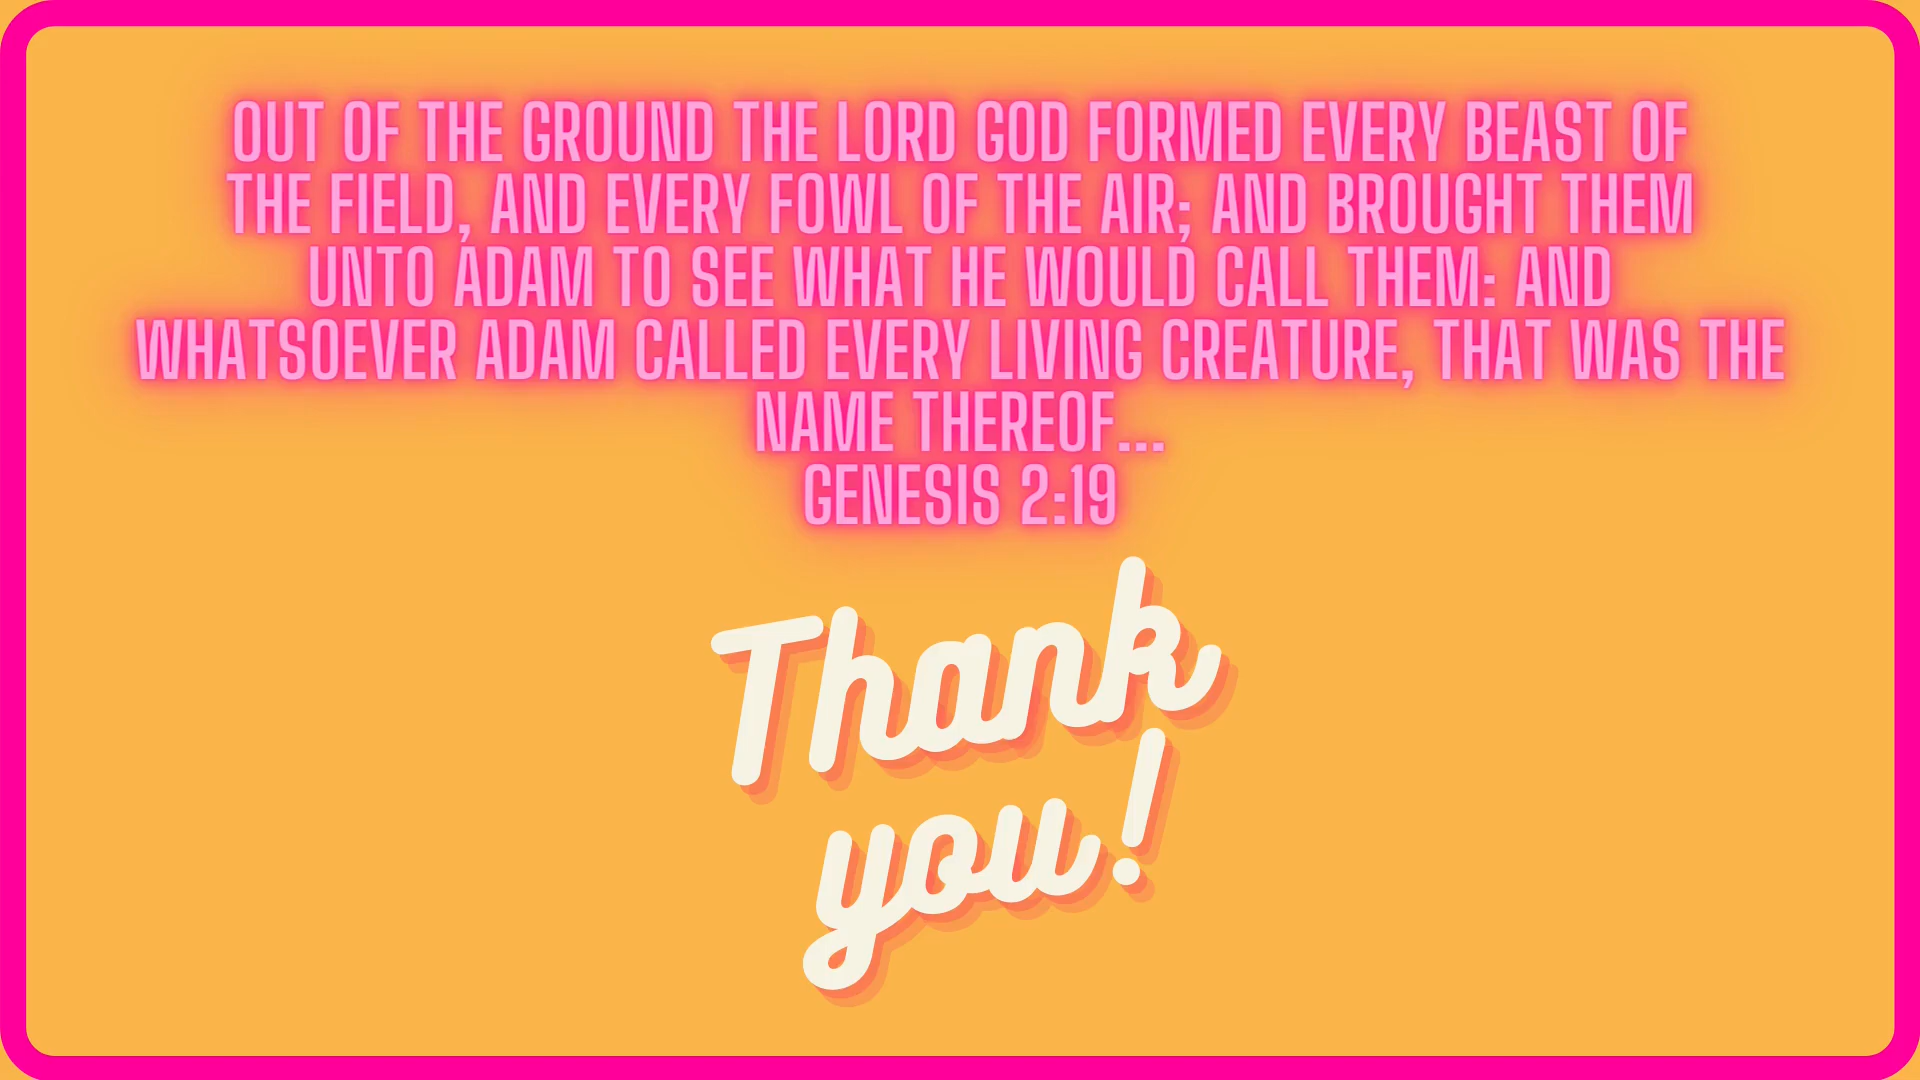 OUT OF THE GROUND THE LORD GOD FORMED EVERY BEAST OF
THE FIELD, AND EVERY FOWL OF THE AIR; AND BROUGHT THEM
UNTO ADAM TO SEE WHAT HE WOULD CALL THEM: AND
WHATSOEVER ADAM CALLED EVERY LIVING CREATURE, THAT WAS THE
NAME THEREOF...
GENESIS 2:19
Thank
you!